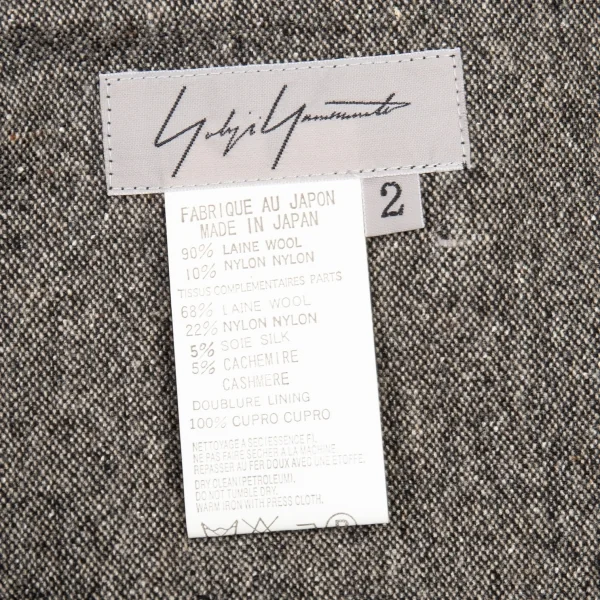 Yohji Yamamoto
2
FABRIQUE AU JAPON
MADE IN JAPAN
90% LAINE WOOL
10% NYLON NYLON
TISSUS COMPLEMENTAIRES PARTS
68% LAINE WOOL
22% NYLON NYLON
5% SOIE SILK
5% CACHEMIRE
CASHMERE
DOUBLURE LINING
100% CUPRO CUPRO
NETTOYAGE A SEC(ESSENCE P).
NE PAS FAIRE SECHER A LA MACHINE.
REPASSER AU FER DOUX AVEC UNE ETOFFE.
DRY CLEAN(PETROLEUM).
DO NOT TUMBLE DRY.
WARM IRON WITH PRESS CLOTH.